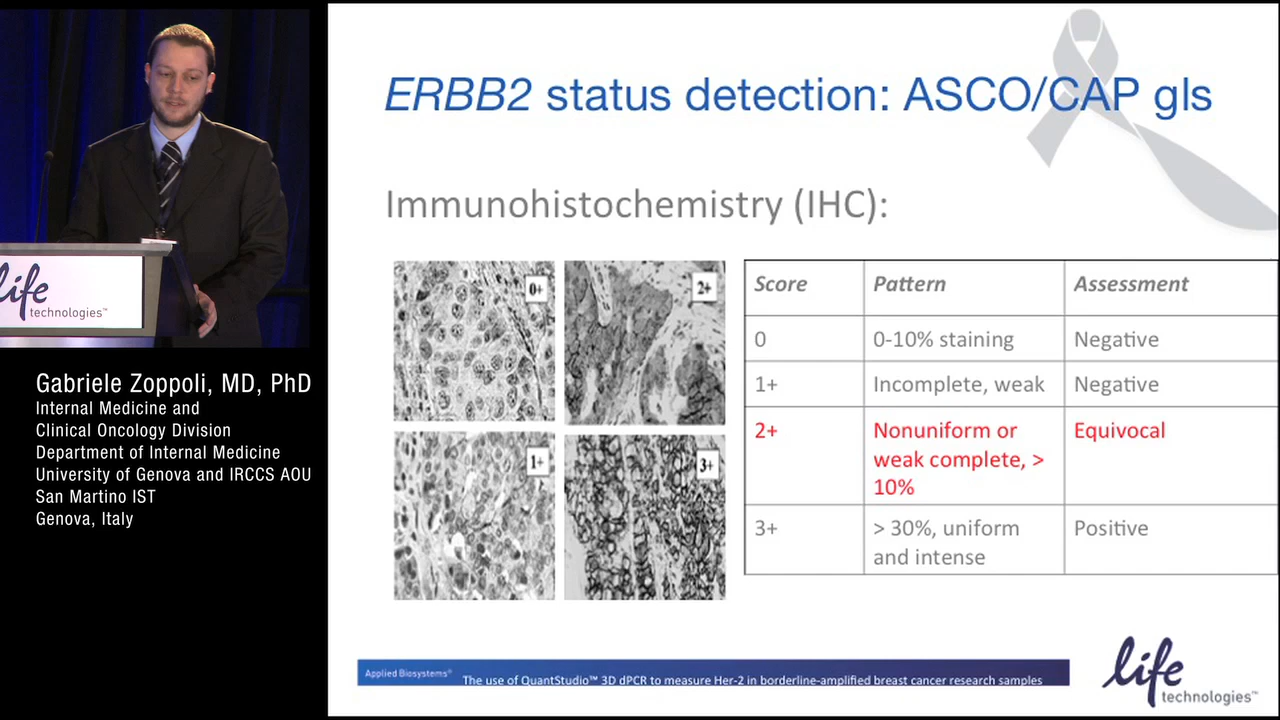 ERBB2 status detection: ASCO/CAP gls
Immunohistochemistry (IHC):
0+
2+
1+
3+
Score Pattern Assessment
0 0-10% staining Negative
1+ Incomplete, weak Negative
2+ Nonuniform or weak complete, > 10% Equivocal
3+ > 30%, uniform and intense Positive
life
technologies™
Gabriele Zoppoli, MD, PhD
Internal Medicine and
Clinical Oncology Division
Department of Internal Medicine
University of Genova and IRCCS AOU
San Martino IST
Genova, Italy
Applied Biosystems® The use of QuantStudio™ 3D dPCR to measure Her-2 in borderline-amplified breast cancer research samples
life
technologies™